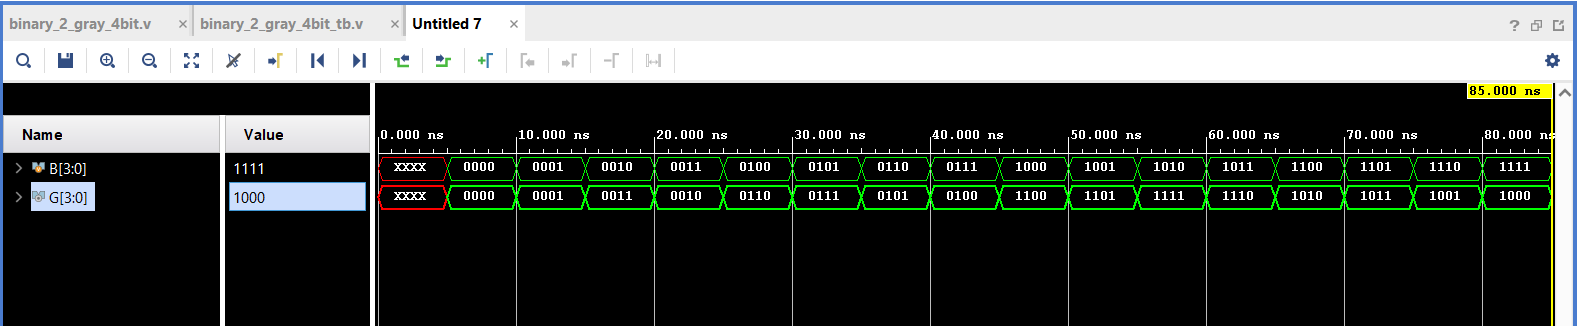 binary_2_gray_4bit.v × binary_2_gray_4bit_tb.v × Untitled 7 × ?
85.000 ns
Name Value 0.000 ns 10.000 ns 20.000 ns 30.000 ns 40.000 ns 50.000 ns 60.000 ns 70.000 ns 80.000 ns
B[3:0] 1111 XXXX 0000 0001 0010 0011 0100 0101 0110 0111 1000 1001 1010 1011 1100 1101 1110 1111
G[3:0] 1000 XXXX 0000 0001 0011 0010 0110 0111 0101 0100 1100 1101 1111 1110 1010 1011 1001 1000